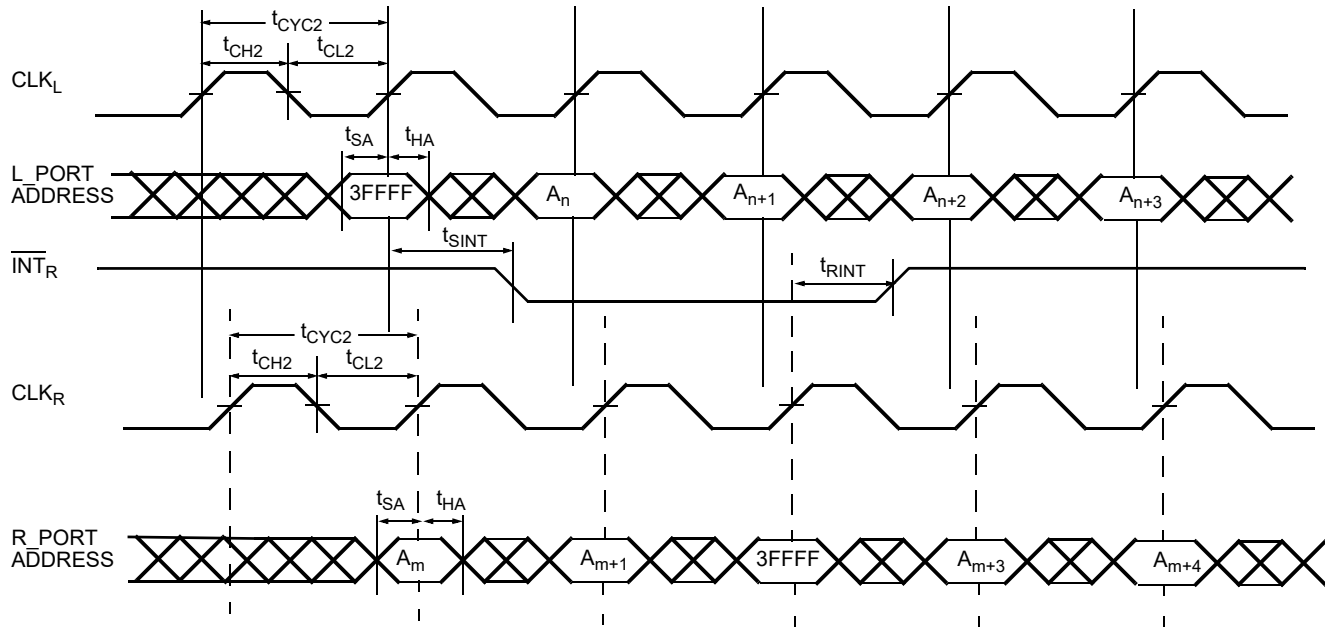 tCYC2
tCH2 tCL2
CLKL
tSA tHA
L_PORT
ADDRESS
3FFFF An An+1 An+2 An+3
tSINT
INTR
tRINT
tCYC2
tCH2 tCL2
CLKR
tSA tHA
R_PORT
ADDRESS
Am Am+1 3FFFF Am+3 Am+4